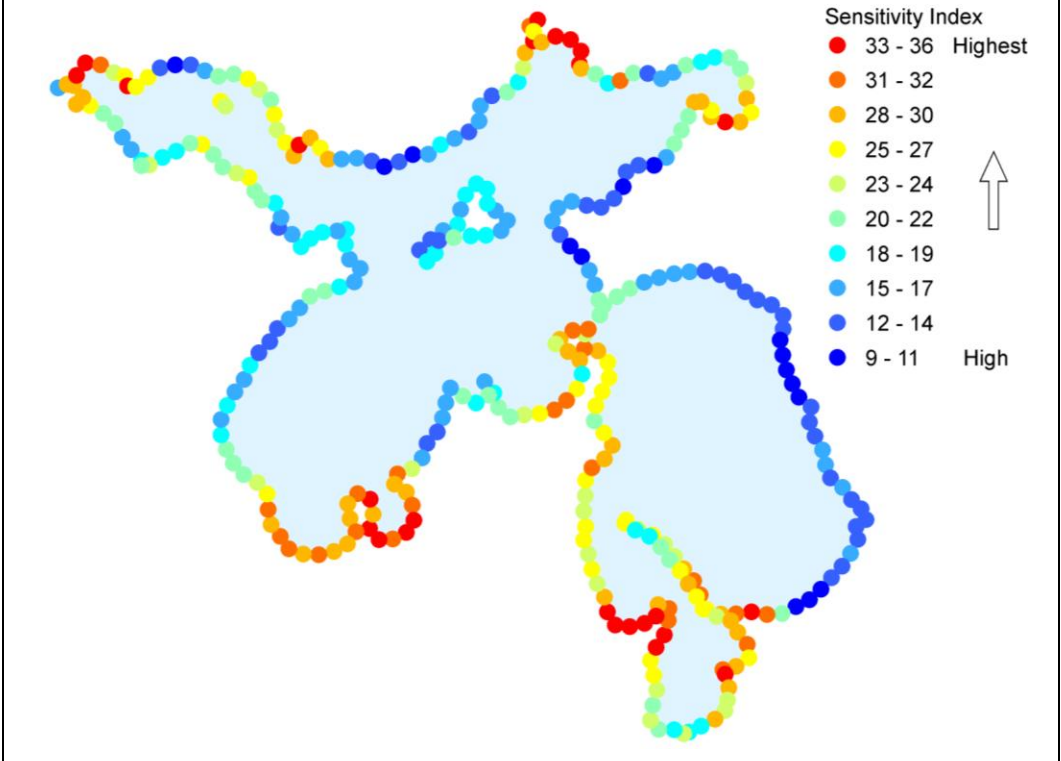 Sensitivity Index
33 - 36 Highest
31 - 32
28 - 30
25 - 27
23 - 24
20 - 22
18 - 19
15 - 17
12 - 14
9 - 11 High